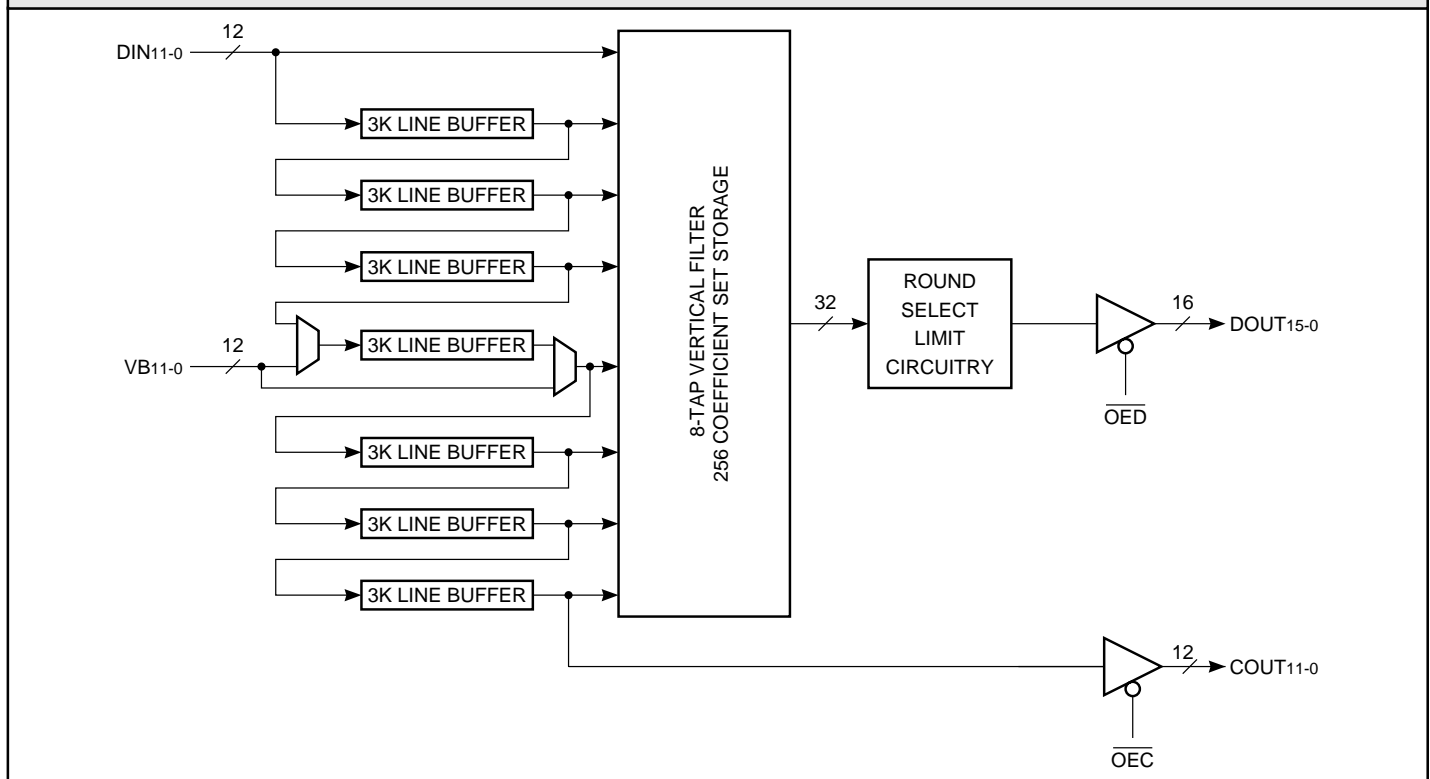 12
DIN11-0
3K LINE BUFFER
3K LINE BUFFER
3K LINE BUFFER
12
VB11-0
3K LINE BUFFER
3K LINE BUFFER
3K LINE BUFFER
3K LINE BUFFER
8-TAP VERTICAL FILTER
256 COEFFICIENT SET STORAGE
32
ROUND
SELECT
LIMIT
CIRCUITRY
16
DOUT15-0
OED
12
COUT11-0
OEC